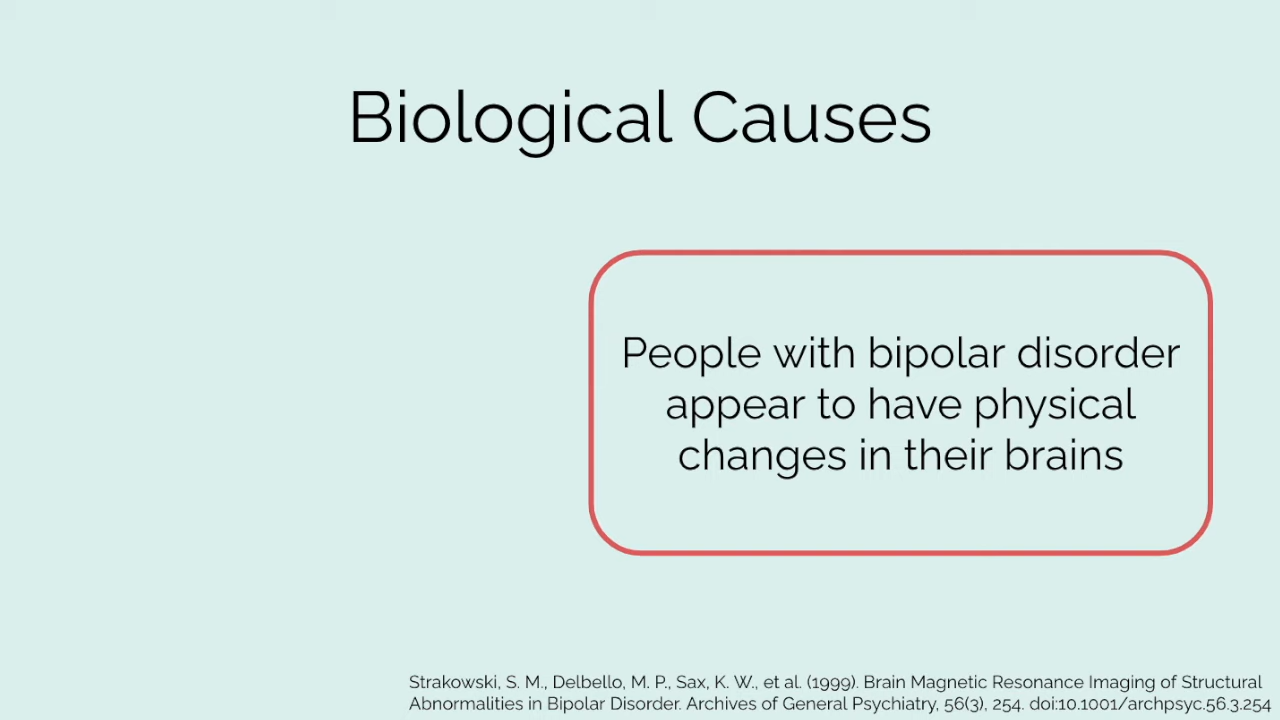 Biological Causes
People with bipolar disorder
appear to have physical
changes in their brains
Strakowski, S. M., Delbello, M. P., Sax, K. W., et al. (1999). Brain Magnetic Resonance Imaging of Structural
Abnormalities in Bipolar Disorder. Archives of General Psychiatry, 56(3), 254. doi:10.1001/archpsyc.56.3.254